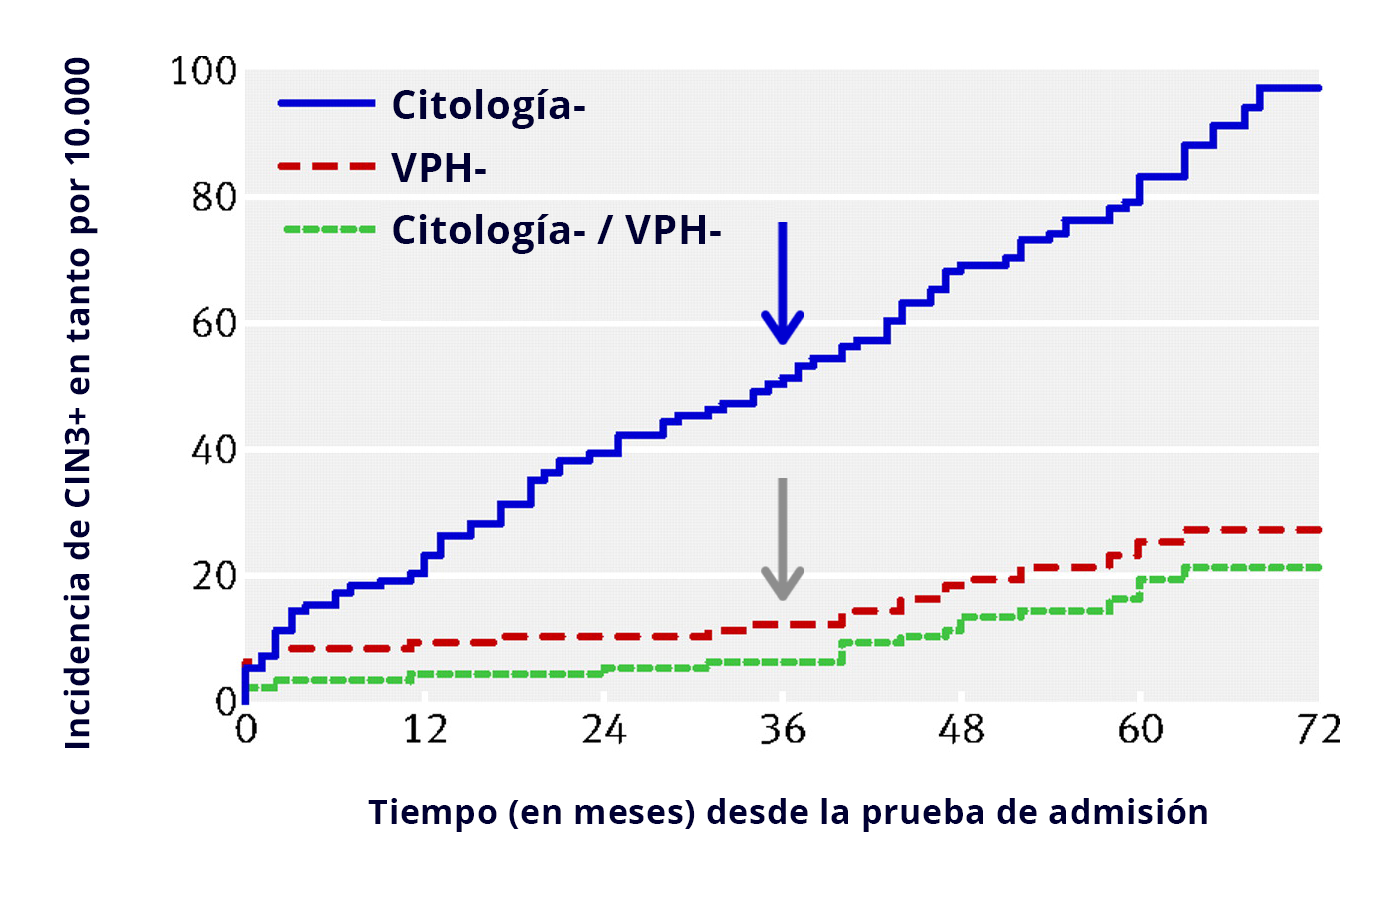 Incidencia de CIN3+ en tanto por 10.000
100
80
60
40
20
0
Citología-
VPH-
Citología- / VPH-
0 12 24 36 48 60 72
Tiempo (en meses) desde la prueba de admisión